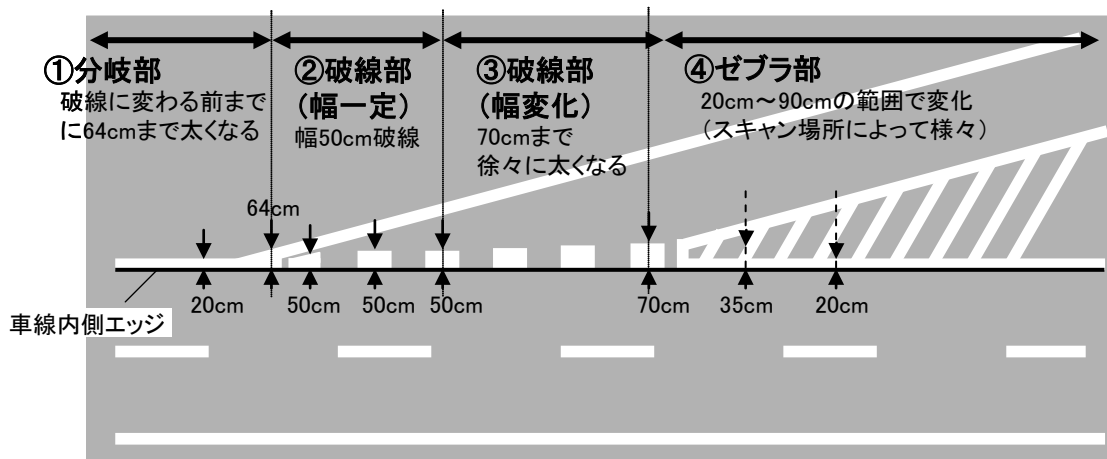 ①分岐部
破線に変わる前まで
に64cmまで太くなる
②破線部
（幅一定）
幅50cm破線
③破線部
（幅変化）
70cmまで
徐々に太くなる
④ゼブラ部
20cm～90cmの範囲で変化
（スキャン場所によって様々）
64cm
20cm
50cm
50cm
50cm
70cm
35cm
20cm
車線内側エッジ